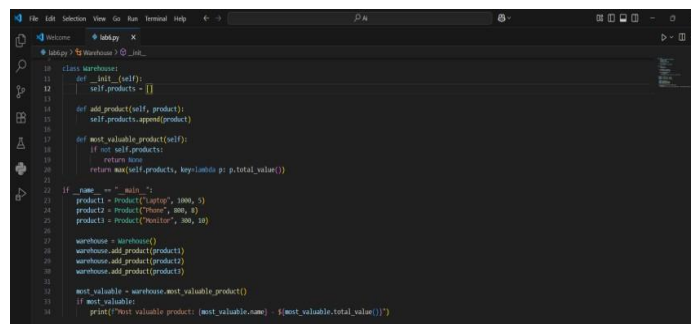 File Edit Selection View Go Run Terminal Help
Welcome lab6.py
lab6.py > Warehouse > __init__
10 class Warehouse:
11 def __init__(self):
12 self.products = []
13
14 def add_product(self, product):
15 self.products.append(product)
16
17 def most_valuable_product(self):
18 if not self.products:
19 return None
20 return max(self.products, key=lambda p: p.total_value())
21
22 if __name__ == "__main__":
23 product1 = Product("Laptop", 1000, 5)
24 product2 = Product("Phone", 800, 8)
25 product3 = Product("Monitor", 300, 10)
26
27 warehouse = Warehouse()
28 warehouse.add_product(product1)
29 warehouse.add_product(product2)
30 warehouse.add_product(product3)
31
32 most_valuable = warehouse.most_valuable_product()
33 if most_valuable:
34 print(f"Most valuable product: {most_valuable.name} - ${most_valuable.total_value()}")